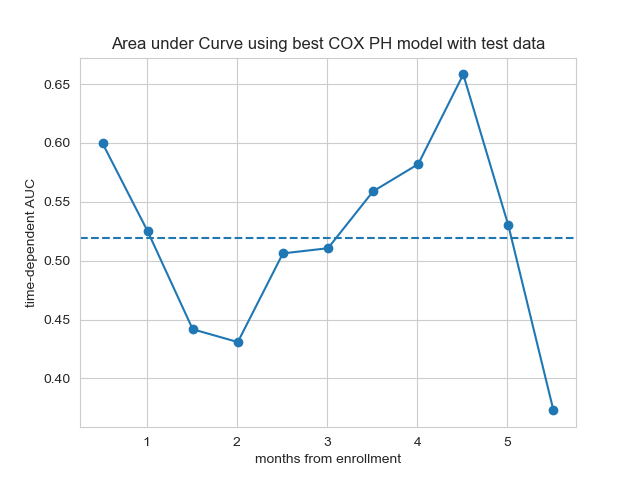 Area under Curve using best COX PH model with test data
time-dependent AUC
0.65
0.60
0.55
0.50
0.45
0.40
1 2 3 4 5
months from enrollment